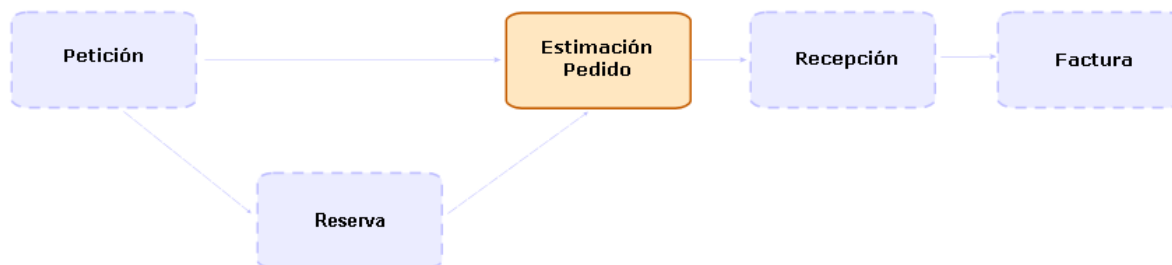 Petición
Estimación
Pedido
Recepción
Factura
Reserva